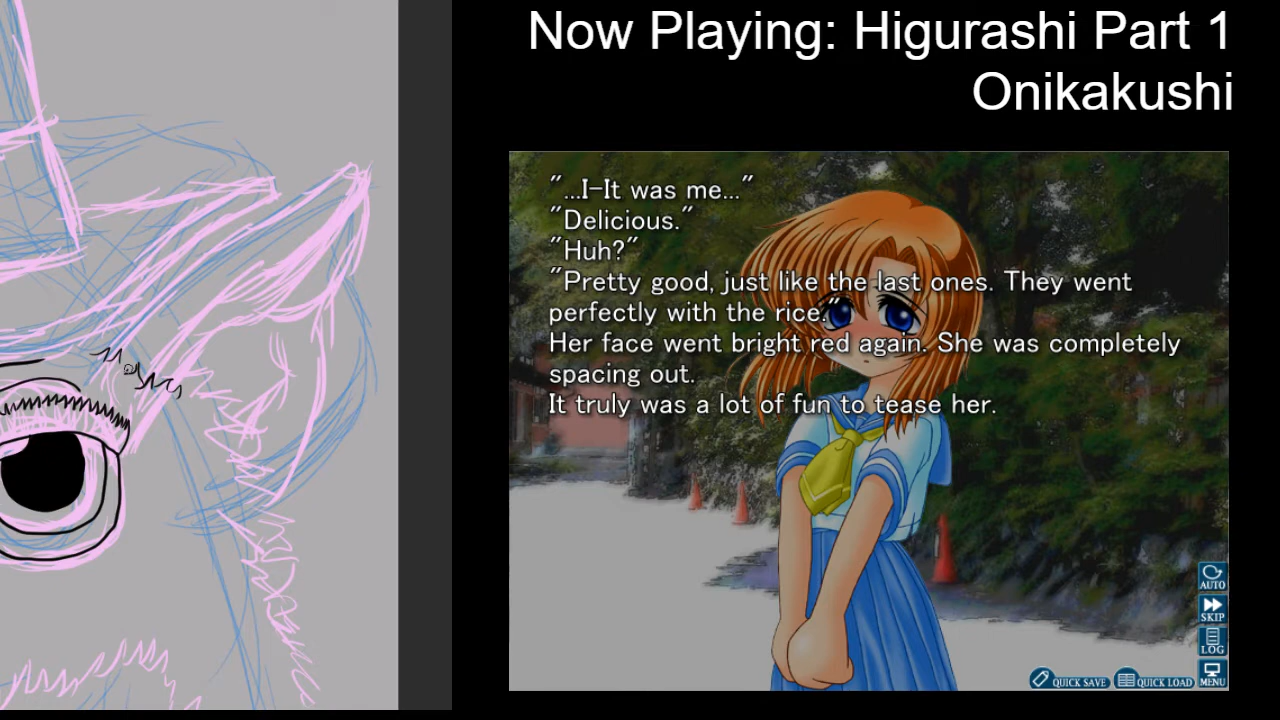 Now Playing: Higurashi Part 1
Onikakushi
"...I-It was me..."
"Delicious."
"Huh?"
"Pretty good, just like the last ones. They went
perfectly with the rice."
Her face went bright red again. She was completely
spacing out.
It truly was a lot of fun to tease her.
AUTO
SKIP
LOG
MENU
QUICK SAVE
QUICK LOAD